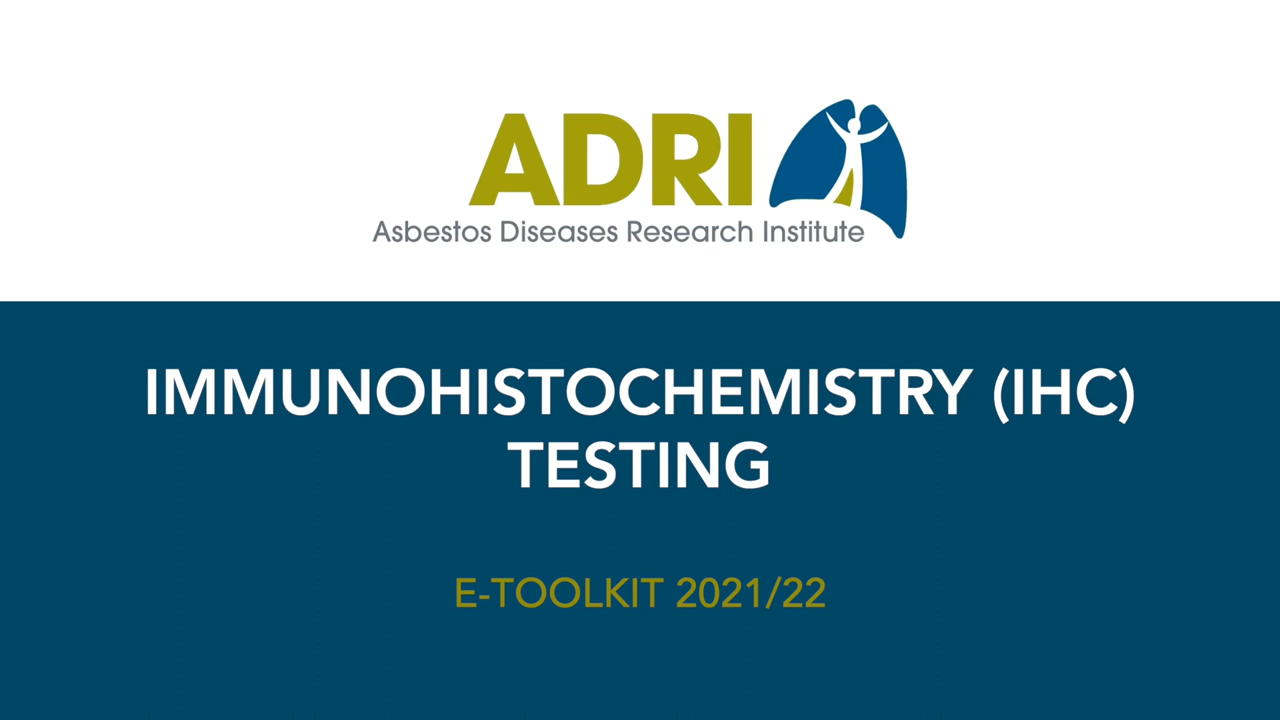 ADRI
Asbestos Diseases Research Institute
IMMUNOHISTOCHEMISTRY (IHC)
TESTING
E-TOOLKIT 2021/22